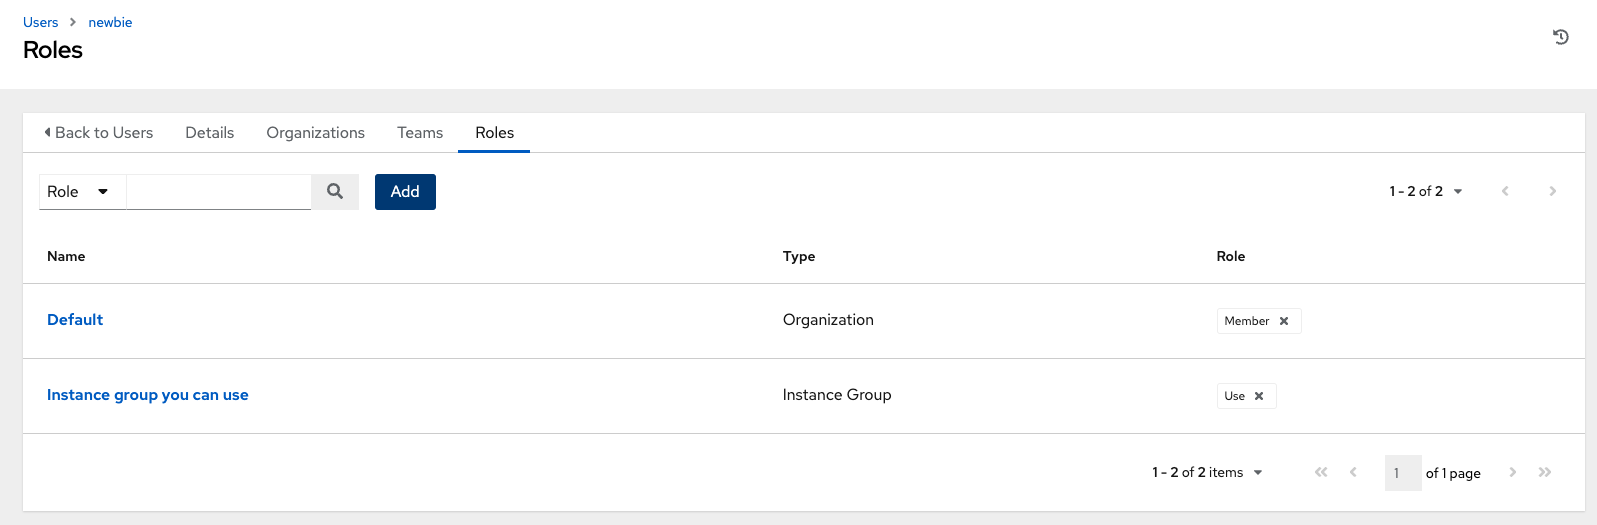 Users > newbie
Roles
Back to Users Details Organizations Teams Roles
Role Add 1 - 2 of 2
Name Type Role
Default Organization Member
Instance group you can use Instance Group Use
1 - 2 of 2 items 1 of 1 page